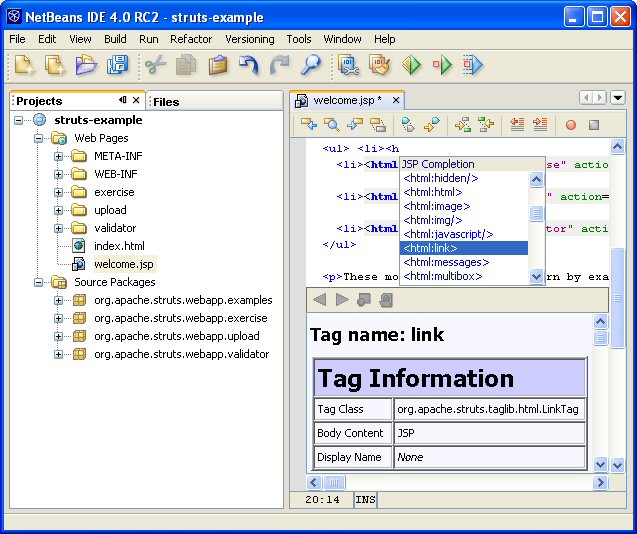 NetBeans IDE 4.0 RC2 - struts-example
File Edit View Build Run Refactor Versioning Tools Window Help
Projects
Files
struts-example
Web Pages
META-INF
WEB-INF
exercise
upload
validator
index.html
welcome.jsp
Source Packages
org.apache.struts.webapp.examples
org.apache.struts.webapp.exercise
org.apache.struts.webapp.upload
org.apache.struts.webapp.validator
welcome.jsp *
<ul> <li><h
<li><html se" action
<li><html " action=
<li><html tor" acti
</ul>
<p>These mo rn by exa
JSP Completion
<html:hidden/>
<html:html>
<html:image>
<html:img/>
<html:javascript/>
<html:link>
<html:messages>
<html:multibox>
Tag name: link
Tag Information
Tag Class org.apache.struts.taglib.html.LinkTag
Body Content JSP
Display Name None
20:14 INS